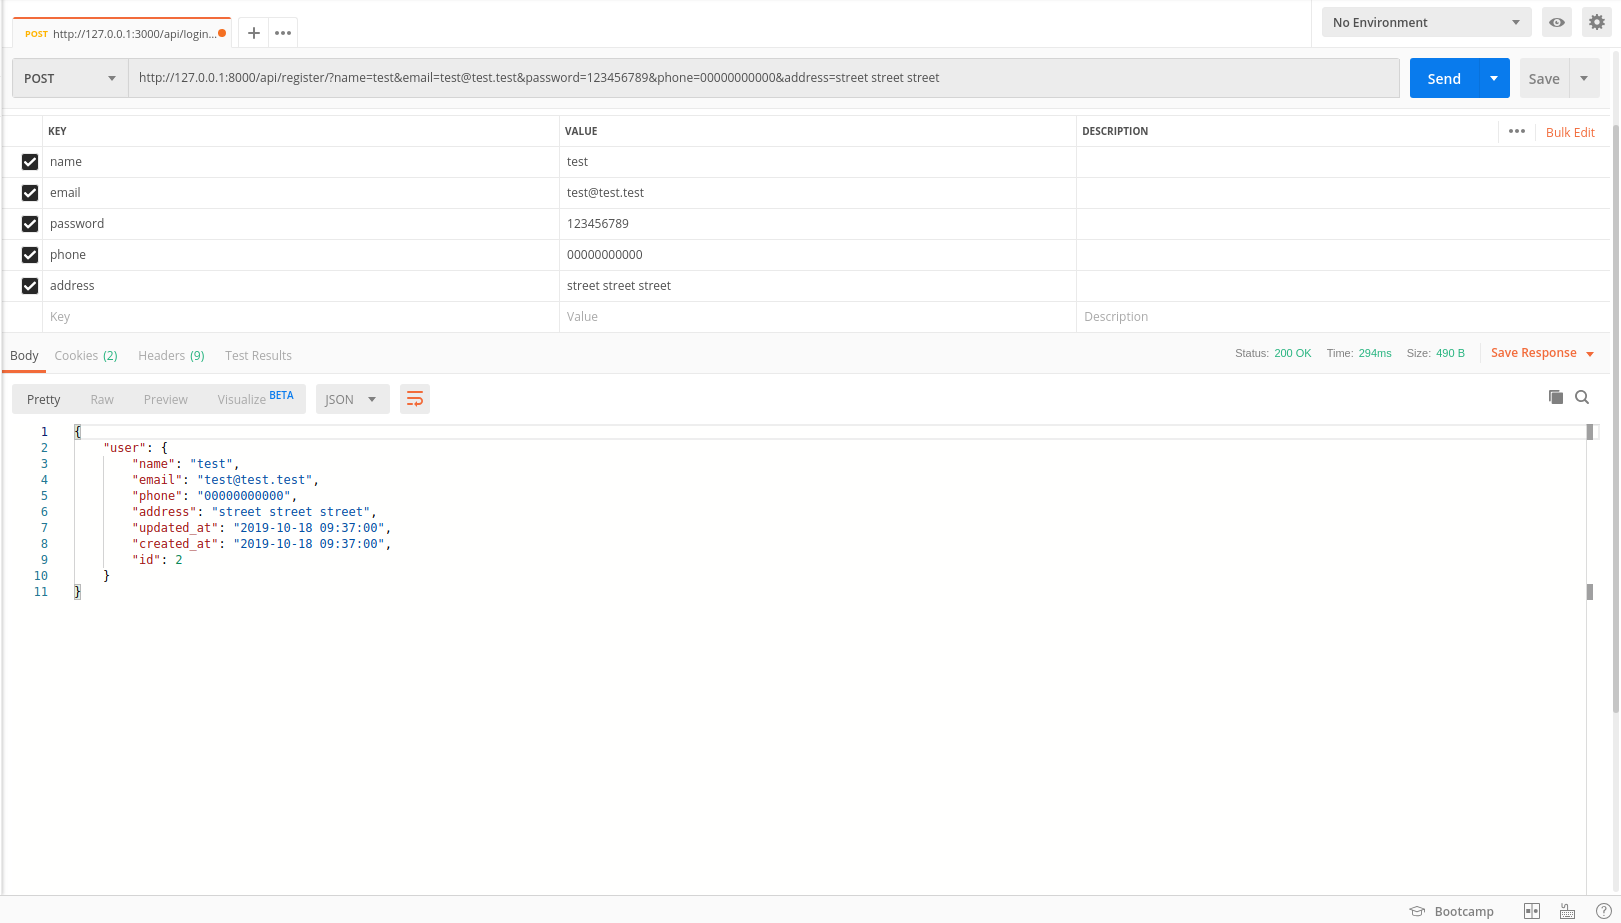 POST http://127.0.0.1:3000/api/login...
No Environment
POST http://127.0.0.1:8000/api/register/?name=test&email=test@test.test&password=123456789&phone=00000000000&address=street street street Send Save
KEY VALUE DESCRIPTION Bulk Edit
name test
email test@test.test
password 123456789
phone 00000000000
address street street street
Key Value Description
Body Cookies (2) Headers (9) Test Results Status: 200 OK Time: 294ms Size: 490 B Save Response
Pretty Raw Preview Visualize BETA JSON
1 {
2 "user": {
3 "name": "test",
4 "email": "test@test.test",
5 "phone": "00000000000",
6 "address": "street street street",
7 "updated_at": "2019-10-18 09:37:00",
8 "created_at": "2019-10-18 09:37:00",
9 "id": 2
10 }
11 }
Bootcamp